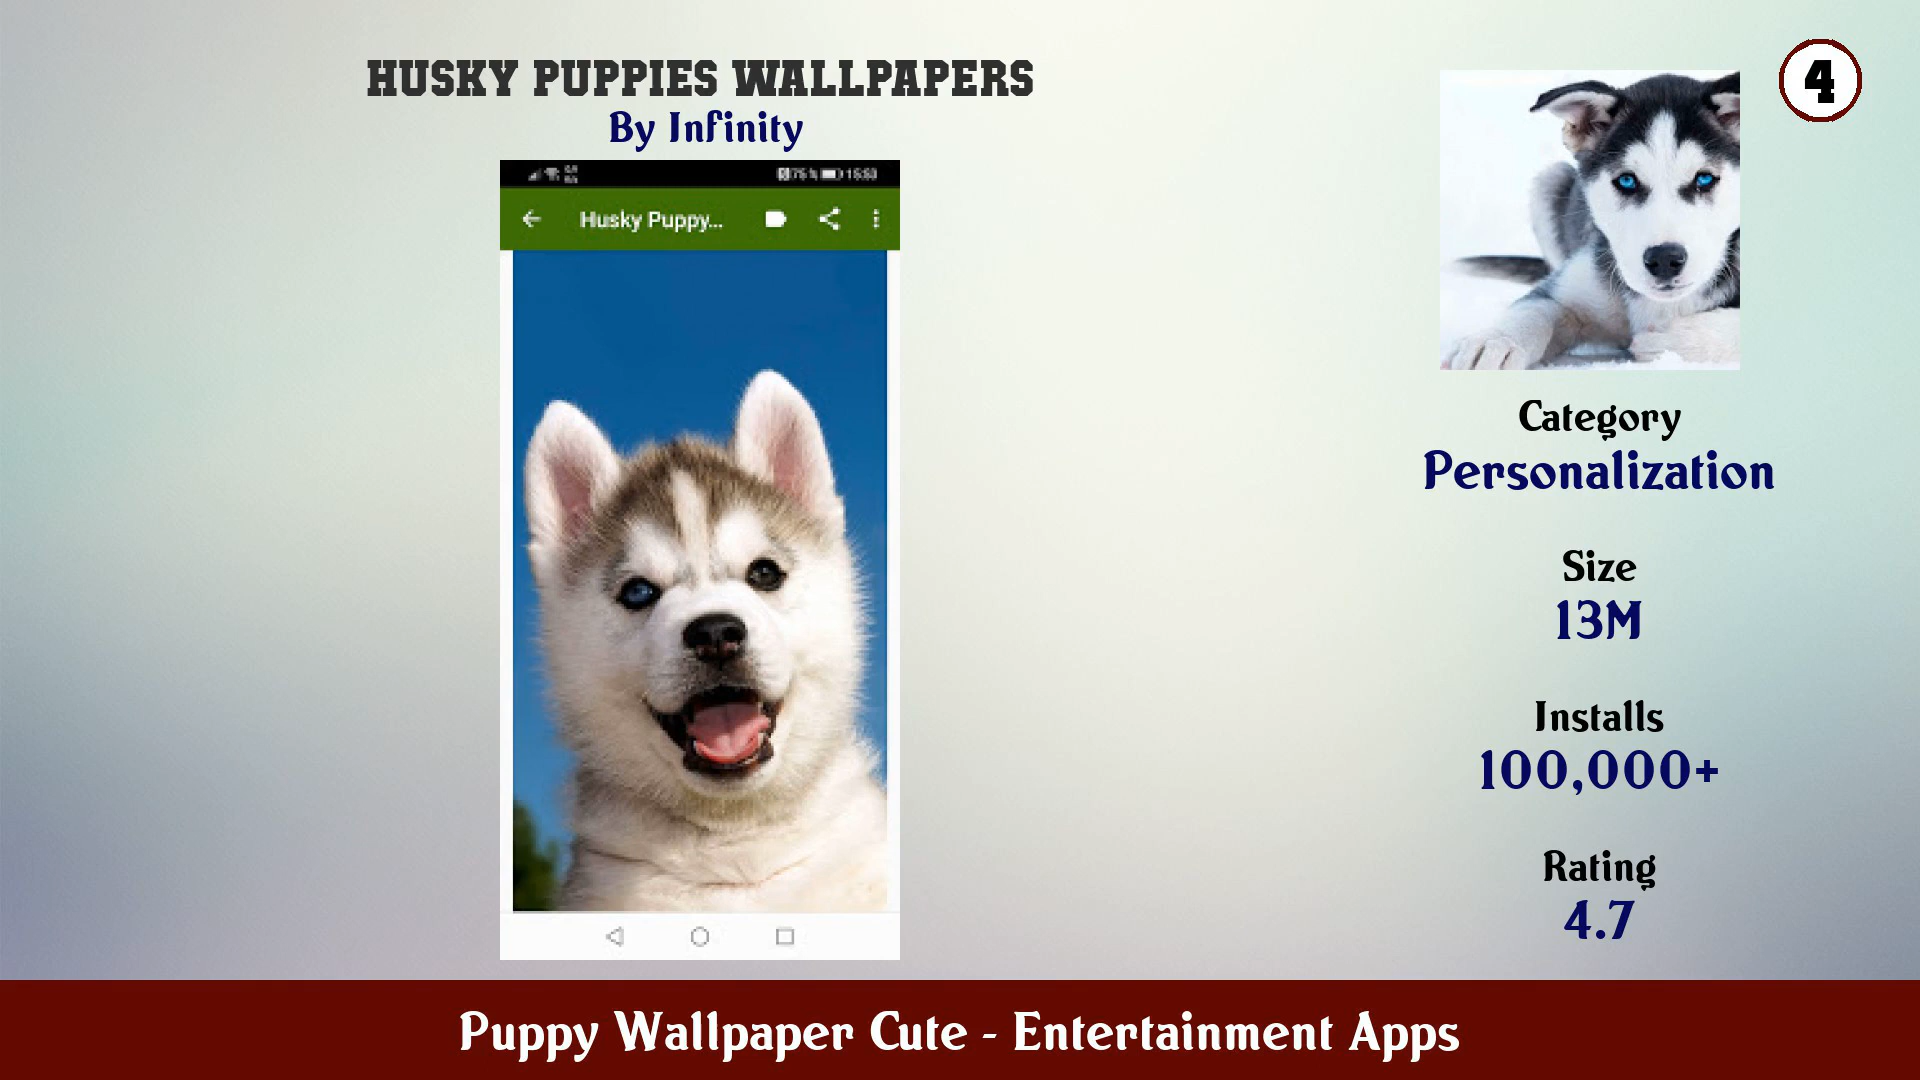 HUSKY PUPPIES WALLPAPERS
By Infinity
4
Husky Puppy...
Category
Personalization
Size
13M
Installs
100,000+
Rating
4.7
Puppy Wallpaper Cute - Entertainment Apps